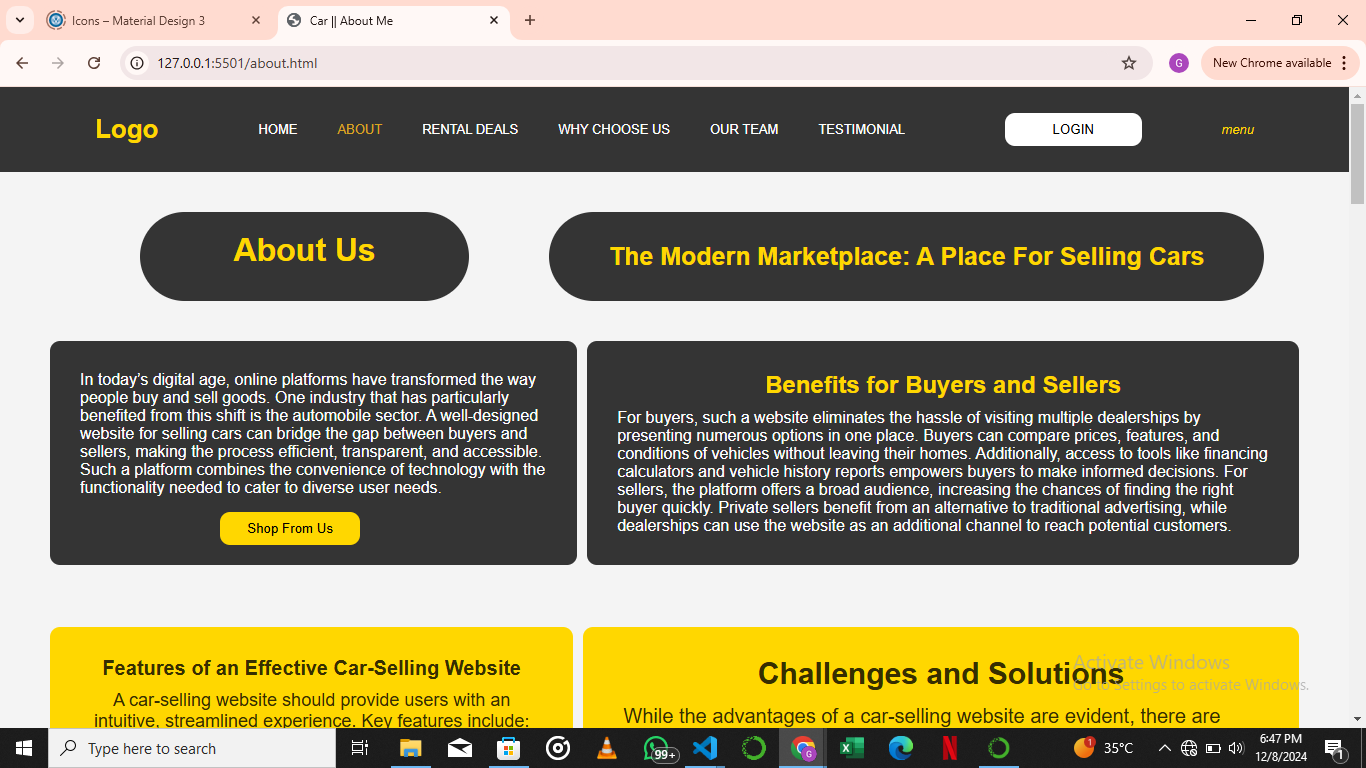 Icons – Material Design 3
Car || About Me
127.0.0.1:5501/about.html
G
New Chrome available
Logo
HOME
ABOUT
RENTAL DEALS
WHY CHOOSE US
OUR TEAM
TESTIMONIAL
LOGIN
menu
About Us
The Modern Marketplace: A Place For Selling Cars
In today's digital age, online platforms have transformed the way
people buy and sell goods. One industry that has particularly
benefited from this shift is the automobile sector. A well-designed
website for selling cars can bridge the gap between buyers and
sellers, making the process efficient, transparent, and accessible.
Such a platform combines the convenience of technology with the
functionality needed to cater to diverse user needs.
Shop From Us
Benefits for Buyers and Sellers
For buyers, such a website eliminates the hassle of visiting multiple dealerships by
presenting numerous options in one place. Buyers can compare prices, features, and
conditions of vehicles without leaving their homes. Additionally, access to tools like financing
calculators and vehicle history reports empowers buyers to make informed decisions. For
sellers, the platform offers a broad audience, increasing the chances of finding the right
buyer quickly. Private sellers benefit from an alternative to traditional advertising, while
dealerships can use the website as an additional channel to reach potential customers.
Features of an Effective Car-Selling Website
A car-selling website should provide users with an
intuitive, streamlined experience. Key features include:
Challenges and Solutions
While the advantages of a car-selling website are evident, there are
Activate Windows
Go to Settings to activate Windows.
Type here to search
99+
G
1
35°C
6:47 PM
12/8/2024
1